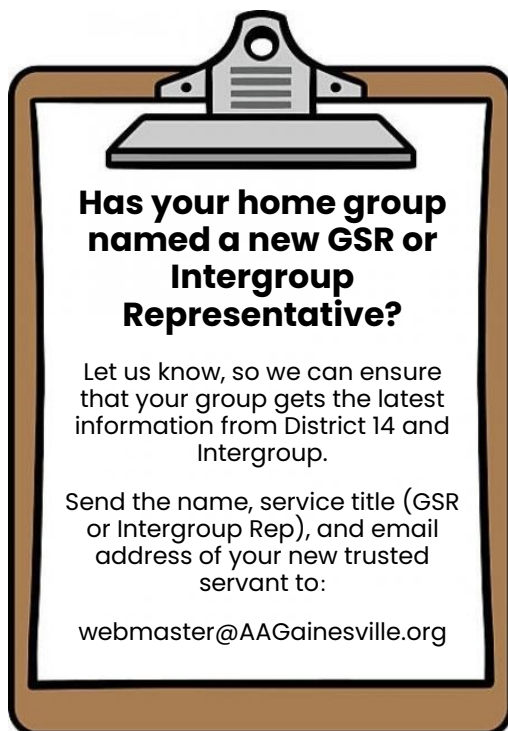 Has your home group
named a new GSR or
Intergroup
Representative?
Let us know, so we can ensure
that your group gets the latest
information from District 14 and
Intergroup.
Send the name, service title (GSR
or Intergroup Rep), and email
address of your new trusted
servant to:
webmaster@AAGainesville.org